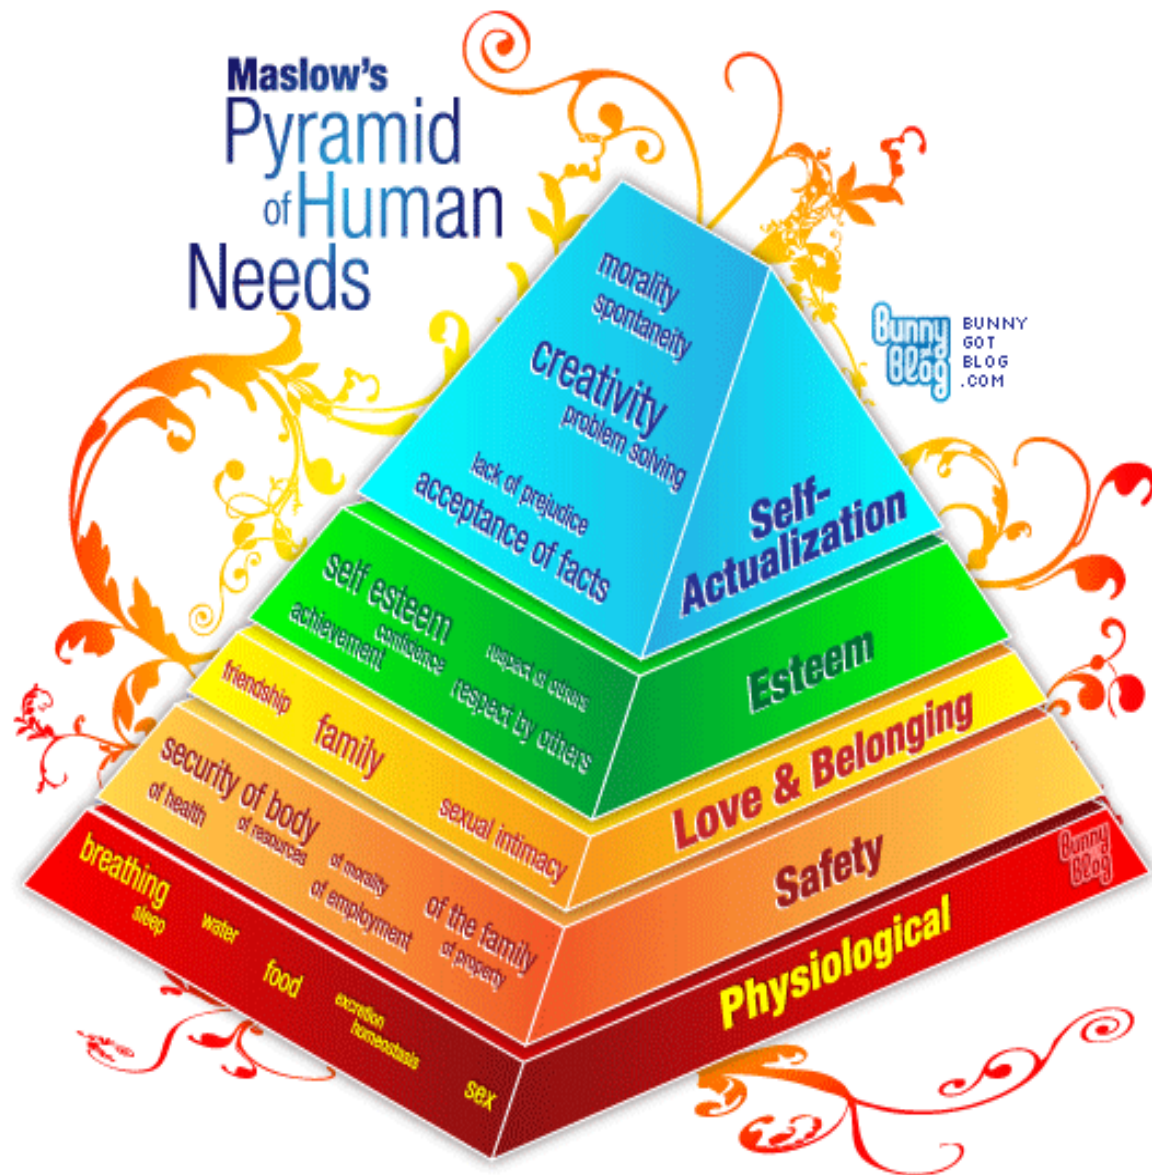 Maslow's
Pyramid
of Human
Needs
Bunny
Blog
BUNNY
GOT
BLOG
.COM
morality
spontaneity
creativity
problem solving
lack of prejudice
acceptance of facts
Self-
Actualization
self esteem
confidence
achievement
respect of others
respect by others
Esteem
friendship
family
sexual intimacy
Love & Belonging
security of body
of health
of resources
of morality
of employment
of the family
of property
Safety
breathing
sleep
water
food
excretion
homeostasis
sex
Physiological
Bunny
Blog